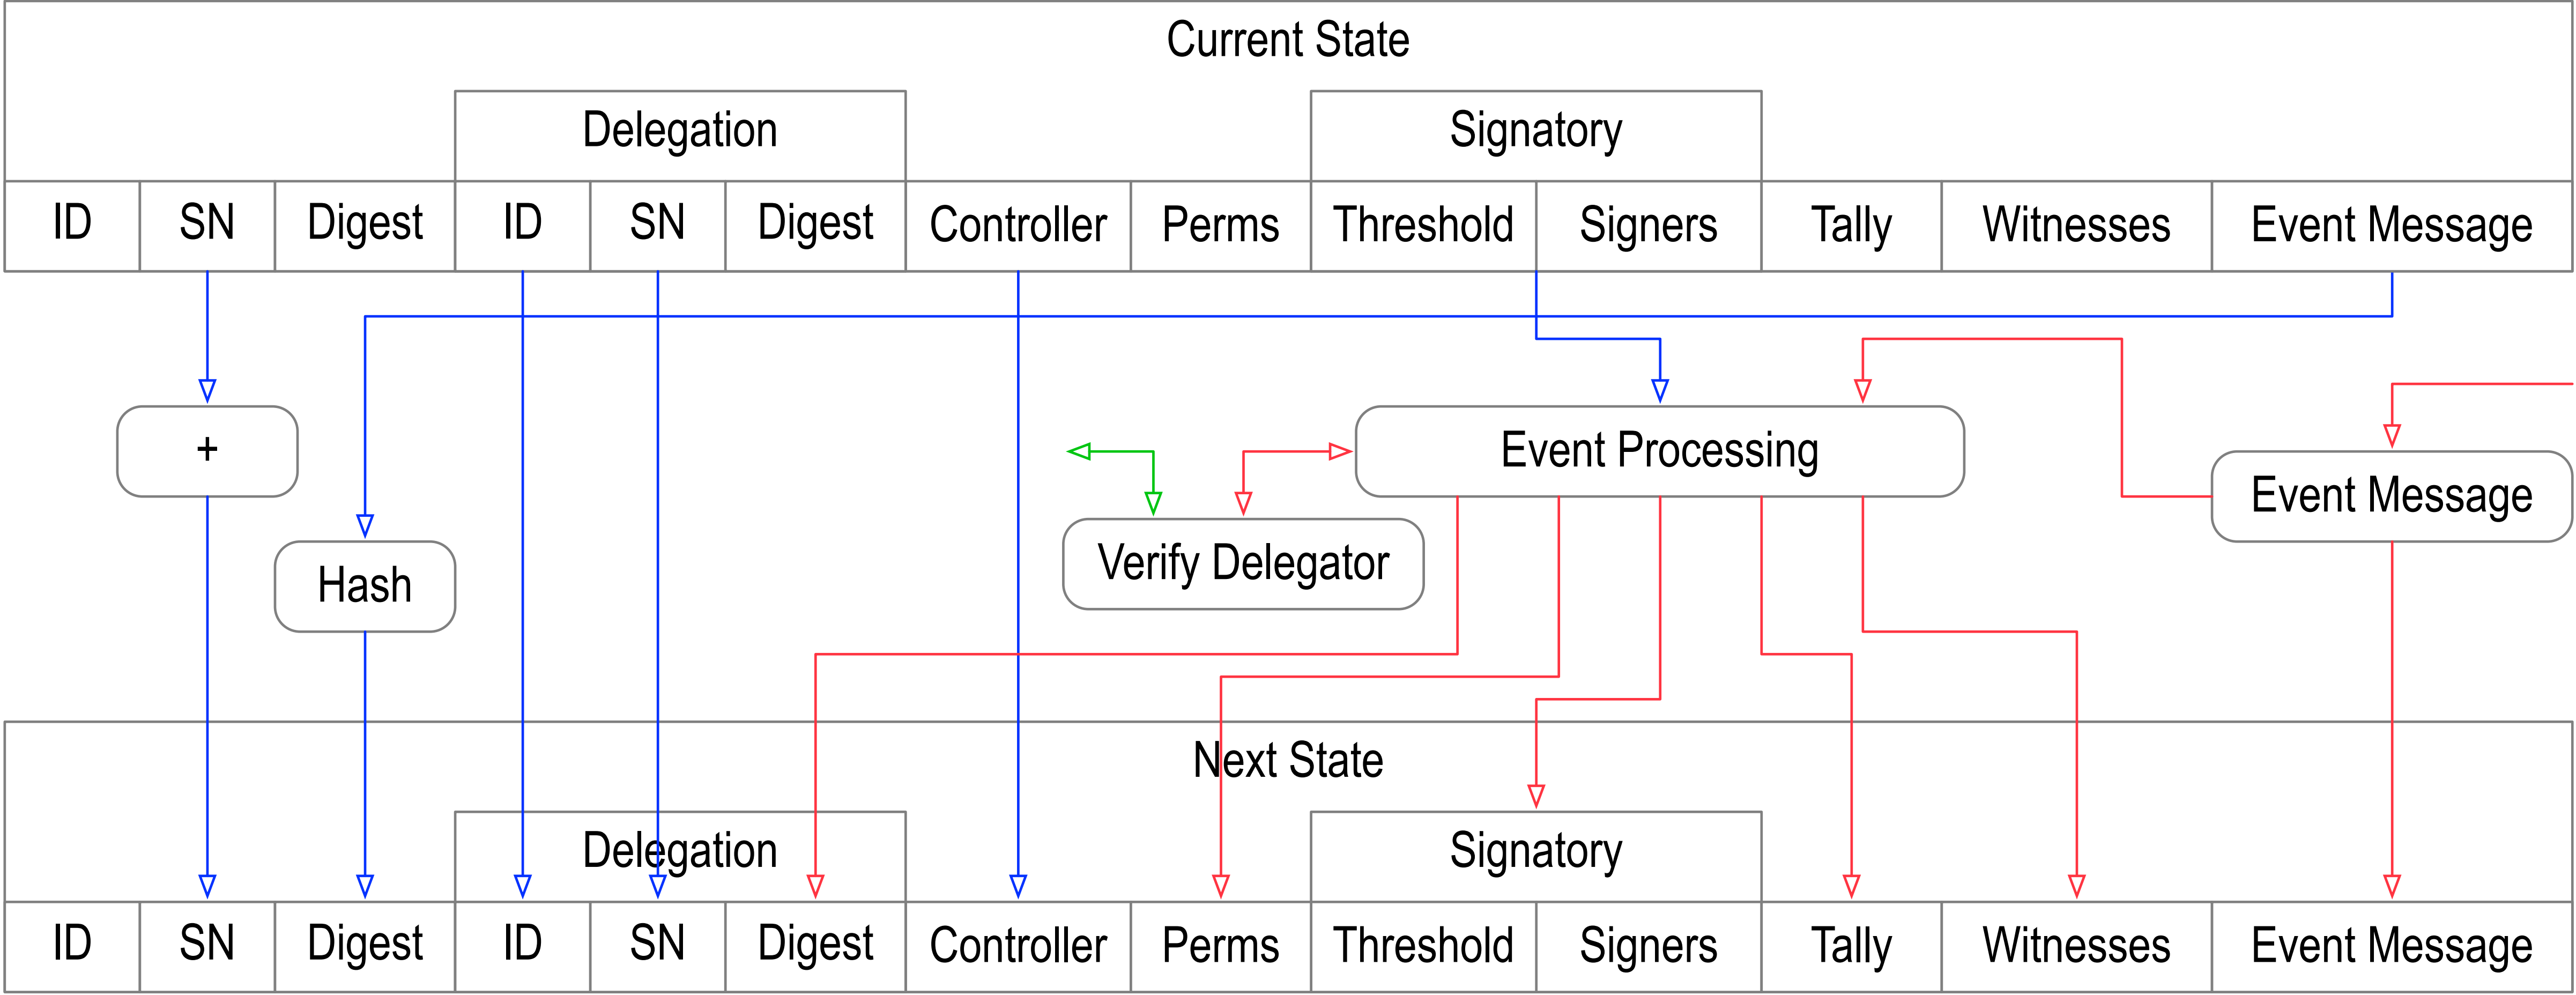 Current State
Delegation Signatory
ID SN Digest ID SN Digest Controller Perms Threshold Signers Tally Witnesses Event Message
+ Event Processing
Event Message
Verify Delegator
Hash
Next State
Delegation Signatory
ID SN Digest ID SN Digest Controller Perms Threshold Signers Tally Witnesses Event Message